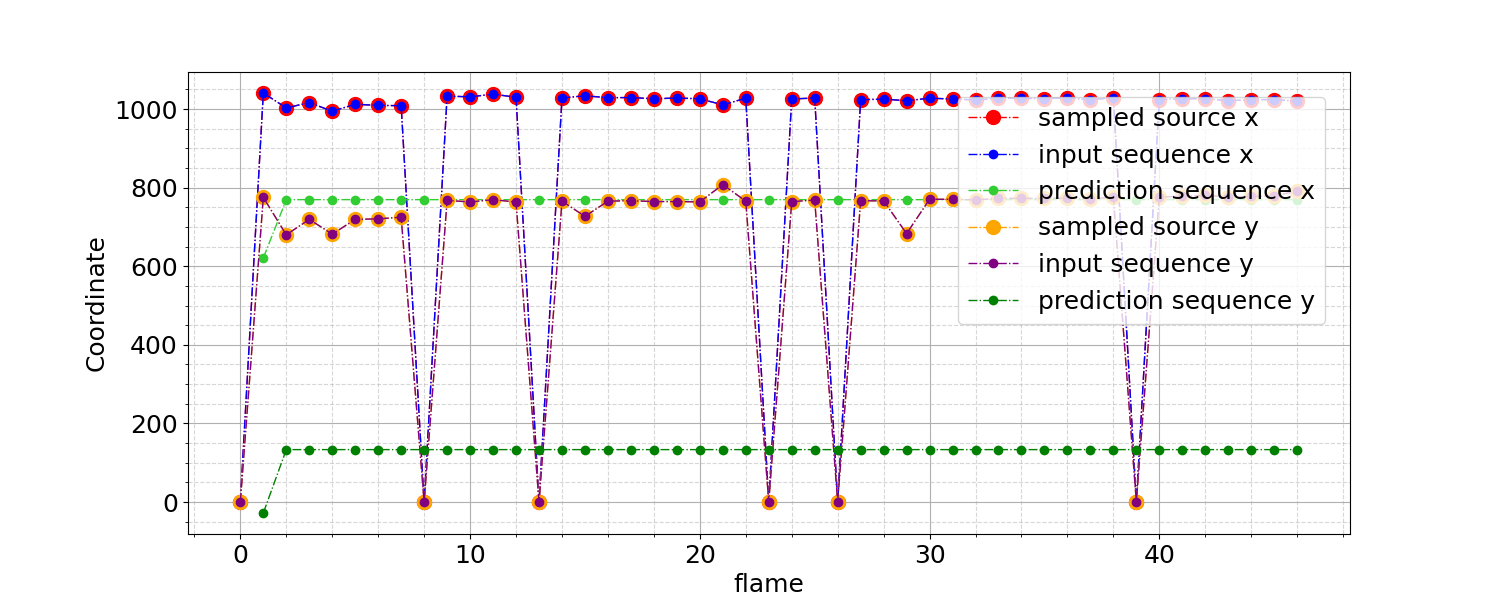 1000
800
600
400
200
0
Coordinate
0 10 20 30 40
flame
sampled source x
input sequence x
prediction sequence x
sampled source y
input sequence y
prediction sequence y